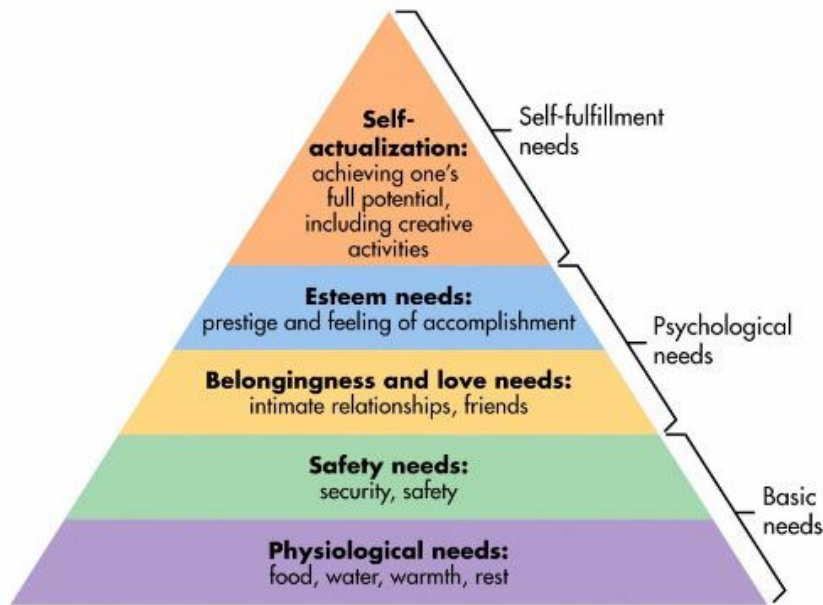 Self-
actualization:
achieving one's
full potential,
including creative
activities
Self-fulfillment
needs
Esteem needs:
prestige and feeling of accomplishment
Belongingness and love needs:
intimate relationships, friends
Psychological
needs
Safety needs:
security, safety
Physiological needs:
food, water, warmth, rest
Basic
needs